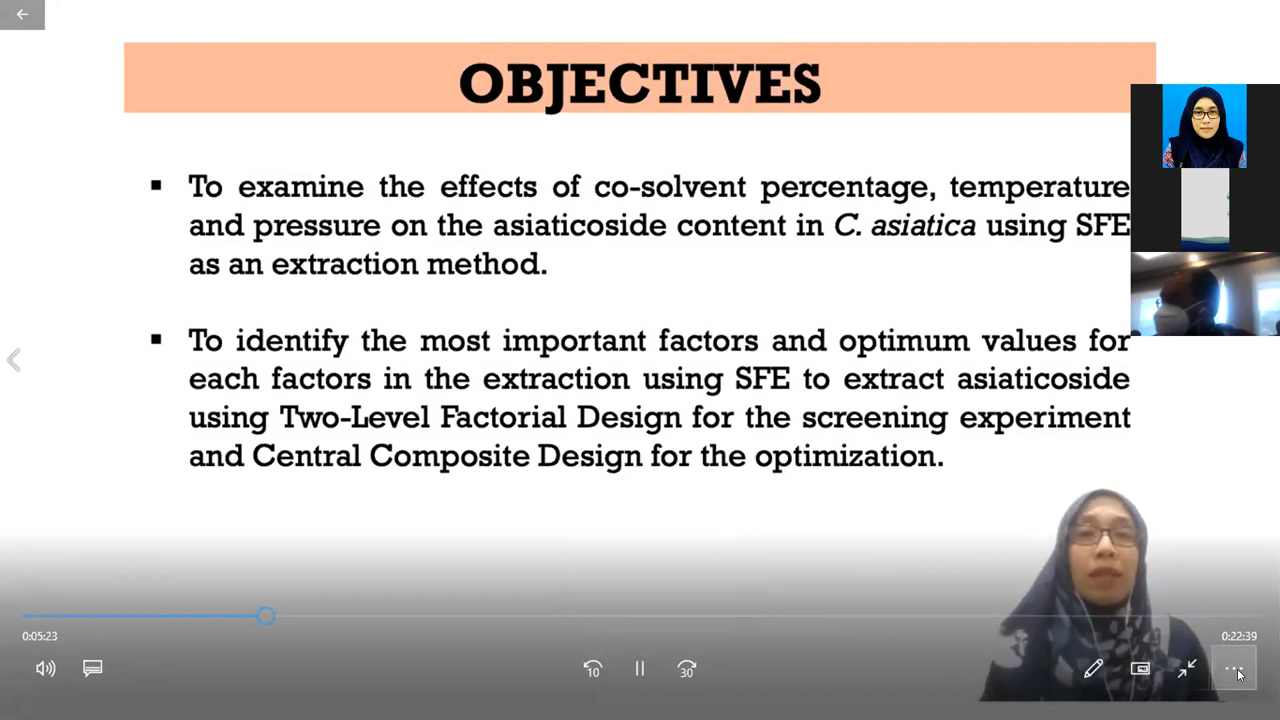 OBJECTIVES
▪ To examine the effects of co-solvent percentage, temperature
and pressure on the asiaticoside content in C. asiatica using SFE
as an extraction method.
▪ To identify the most important factors and optimum values for
each factors in the extraction using SFE to extract asiaticoside
using Two-Level Factorial Design for the screening experiment
and Central Composite Design for the optimization.
0:05:23
0:22:39
10
30